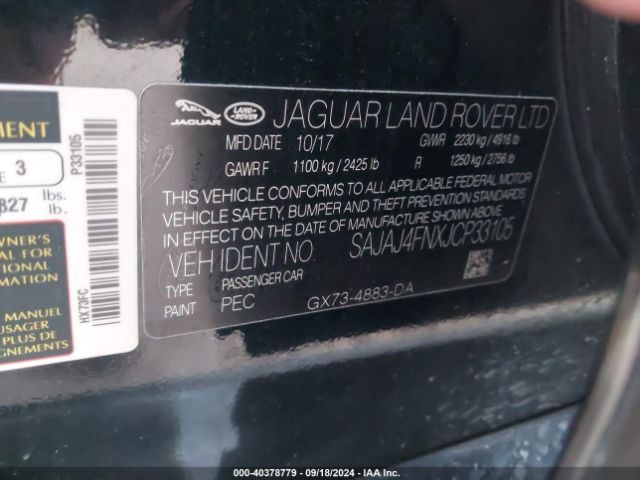 JAGUAR LAND ROVER JAGUAR LAND ROVER LTD
MFD DATE 10/17 GVWR 2230 kg / 4916 lb
GAWR F 1100 kg / 2425 lb R 1250 kg / 2756 lb
THIS VEHICLE CONFORMS TO ALL APPLICABLE FEDERAL MOTOR
VEHICLE SAFETY, BUMPER AND THEFT PREVENTION STANDARDS
IN EFFECT ON THE DATE OF MANUFACTURE SHOWN ABOVE.
VEH IDENT NO. SAJAJ4FNXJCP33105
TYPE PASSENGER CAR
PAINT PEC GX73-4883-DA
MENT
P33105
E 3
827 lbs.
lb.
WNER'S
AL FOR
TIONAL
RMATION
HX73FC
MANUEL
USAGER
PLUS DE
GNEMENTS
000-40378779 - 09/18/2024 - IAA Inc.